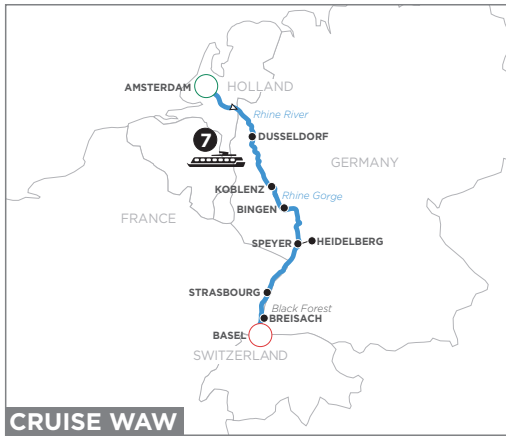 AMSTERDAM
HOLLAND
Rhine River
DUSSELDORF
7
GERMANY
KOBLENZ
Rhine Gorge
BINGEN
FRANCE
SPEYER
HEIDELBERG
STRASBOURG
Black Forest
BREISACH
BASEL
SWITZERLAND
CRUISE WAW